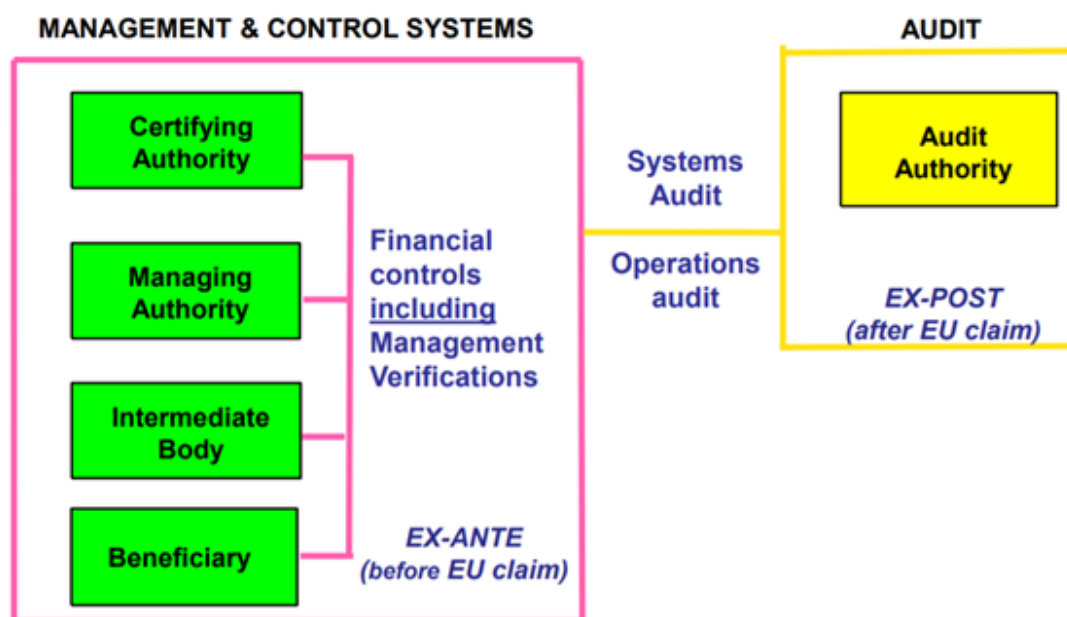 MANAGEMENT & CONTROL SYSTEMS
Certifying
Authority
Managing
Authority
Intermediate
Body
Beneficiary
Financial
controls
including
Management
Verifications
EX-ANTE
(before EU claim)
Systems
Audit
Operations
audit
AUDIT
Audit
Authority
EX-POST
(after EU claim)